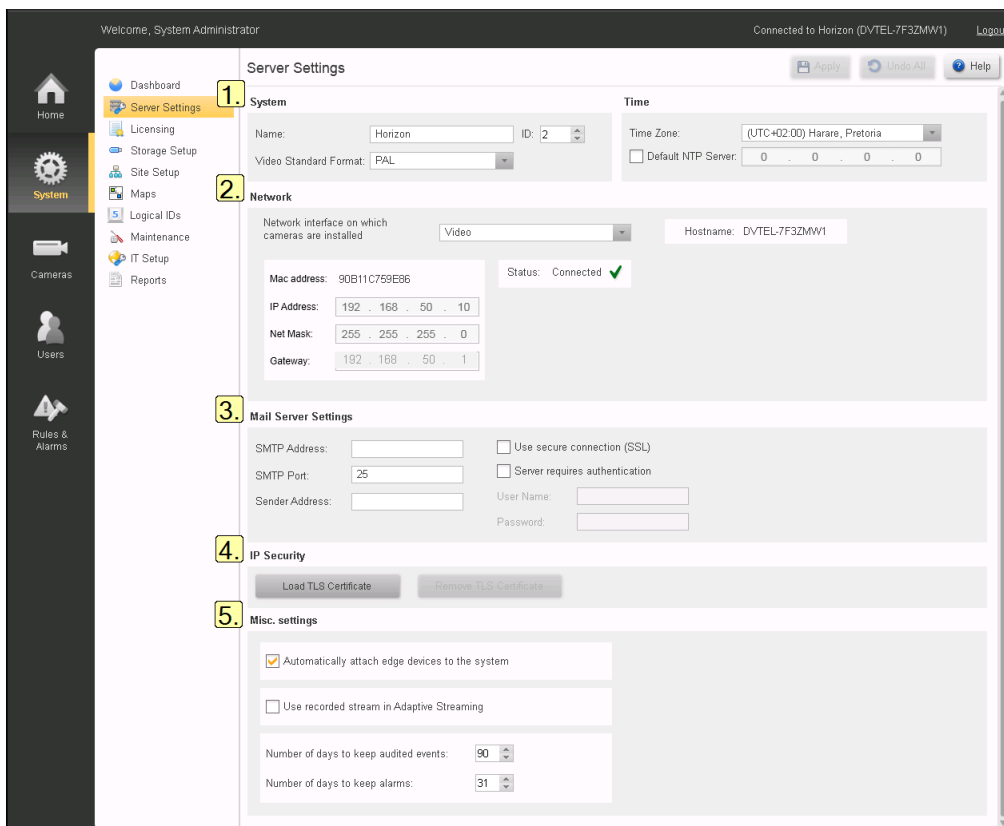 Welcome, System Administrator
Connected to Horizon (DVTEL-7F3ZMW1)
Logou
Home
System
Cameras
Users
Rules &
Alarms
Dashboard
Server Settings
Licensing
Storage Setup
Site Setup
Maps
Logical IDs
Maintenance
IT Setup
Reports
Server Settings
Apply
Undo All
Help
1.
System
Name: Horizon ID: 2
Video Standard Format: PAL
Time
Time Zone: (UTC+02:00) Harare, Pretoria
Default NTP Server: 0 . 0 . 0 . 0
2.
Network
Network interface on which
cameras are installed
Video
Hostname: DVTEL-7F3ZMW1
Mac address: 90B11C759E86
Status: Connected
IP Address: 192 . 168 . 50 . 10
Net Mask: 255 . 255 . 255 . 0
Gateway: 192 . 168 . 50 . 1
3.
Mail Server Settings
SMTP Address:
SMTP Port: 25
Sender Address:
Use secure connection (SSL)
Server requires authentication
User Name:
Password:
4.
IP Security
Load TLS Certificate
Remove TLS Certificate
5.
Misc. settings
Automatically attach edge devices to the system
Use recorded stream in Adaptive Streaming
Number of days to keep audited events: 90
Number of days to keep alarms: 31